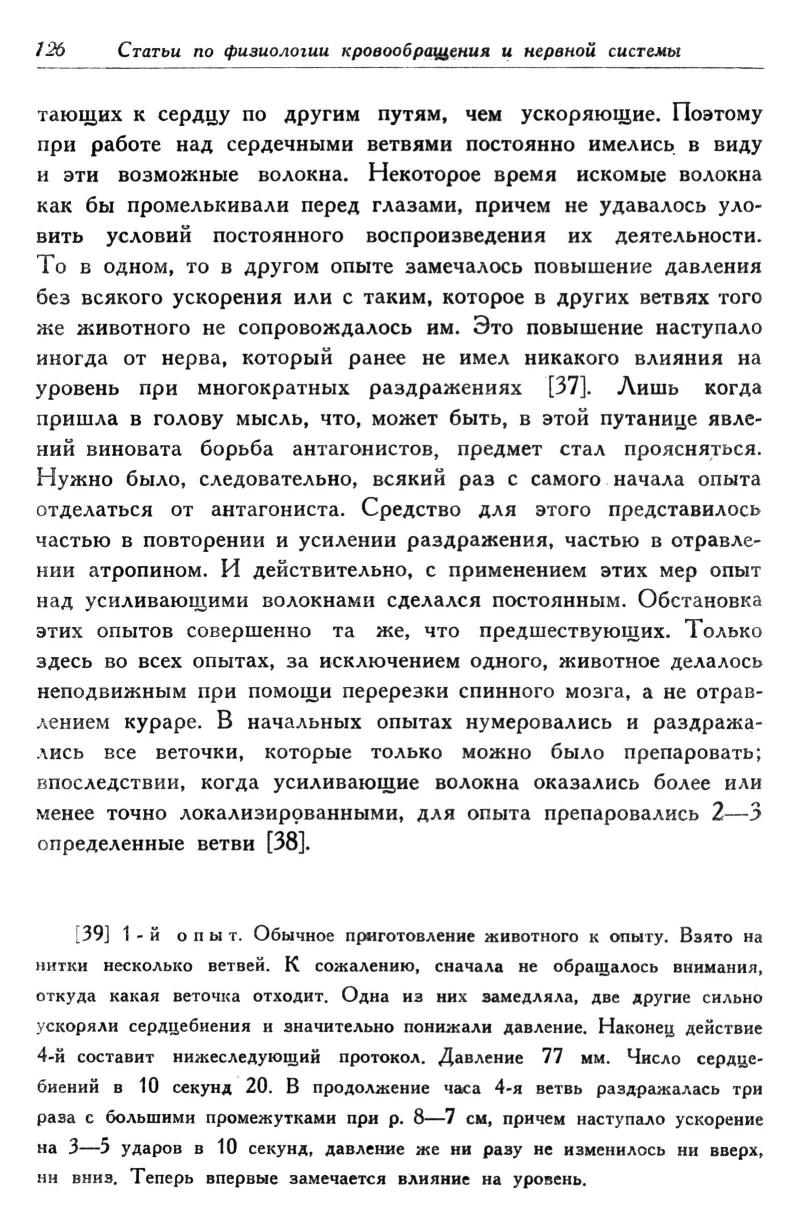 126 Статьи по физиологии кровообращения и нервной системы
тающих к сердцу по другим путям, чем ускоряющие. Поэтому
при работе над сердечными ветвями постоянно имелись в виду
и эти возможные волокна. Некоторое время искомые волокна
как бы промелькивали перед глазами, причем не удавалось уло-
вить условий постоянного воспроизведения их деятельности.
То в одном, то в другом опыте замечалось повышение давления
без всякого ускорения или с таким, которое в других ветвях того
же животного не сопровождалось им. Это повышение наступало
иногда от нерва, который ранее не имел никакого влияния на
уровень при многократных раздражениях [37]. Лишь когда
пришла в голову мысль, что, может быть, в этой путанице явле-
ний виновата борьба антагонистов, предмет стал проясняться.
Нужно было, следовательно, всякий раз с самого начала опыта
отделаться от антагониста. Средство для этого представилось
частью в повторении и усилении раздражения, частью в отравле-
нии атропином. И действительно, с применением этих мер опыт
над усиливающими волокнами сделался постоянным. Обстановка
этих опытов совершенно та же, что предшествующих. Только
здесь во всех опытах, за исключением одного, животное делалось
неподвижным при помощи перерезки спинного мозга, а не отрав-
лением кураре. В начальных опытах нумеровались и раздража-
лись все веточки, которые только можно было препаровать;
впоследствии, когда усиливающие волокна оказались более или
менее точно локализированными, для опыта препаровались 2—3
определенные ветви [38].
[39] 1-й опыт. Обычное приготовление животного к опыту. Взято на
нитки несколько ветвей. К сожалению, сначала не обращалось внимания,
откуда какая веточка отходит. Одна из них замедляла, две другие сильно
ускоряли сердцебиения и значительно понижали давление. Наконец действие
4-й составит нижеследующий протокол. Давление 77 мм. Число сердце-
биений в 10 секунд 20. В продолжение часа 4-я ветвь раздражалась три
раза с большими промежутками при р. 8—7 см, причем наступало ускорение
на 3—5 ударов в 10 секунд, давление же ни разу не изменилось ни вверх,
ни вниз. Теперь впервые замечается влияние на уровень.